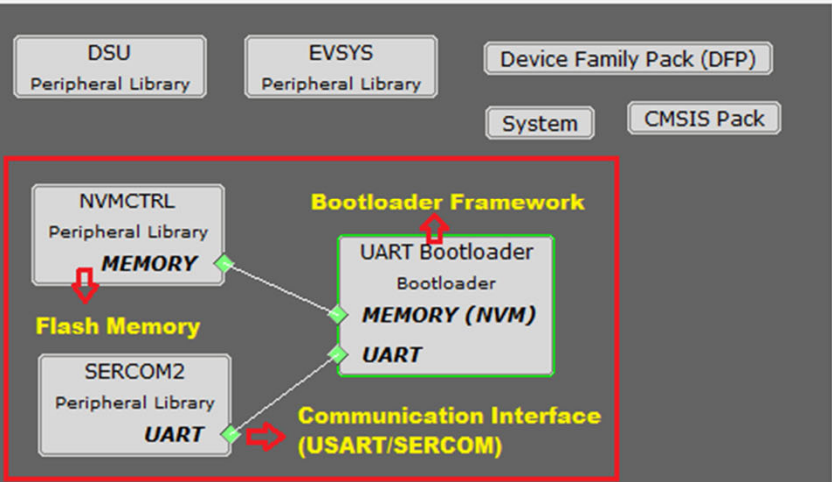 DSU
Peripheral Library
EVSYS
Peripheral Library
Device Family Pack (DFP)
System
CMSIS Pack
NVMCTRL
Peripheral Library
MEMORY
Flash Memory
Bootloader Framework
UART Bootloader
Bootloader
MEMORY (NVM)
UART
SERCOM2
Peripheral Library
UART
Communication Interface
(USART/SERCOM)